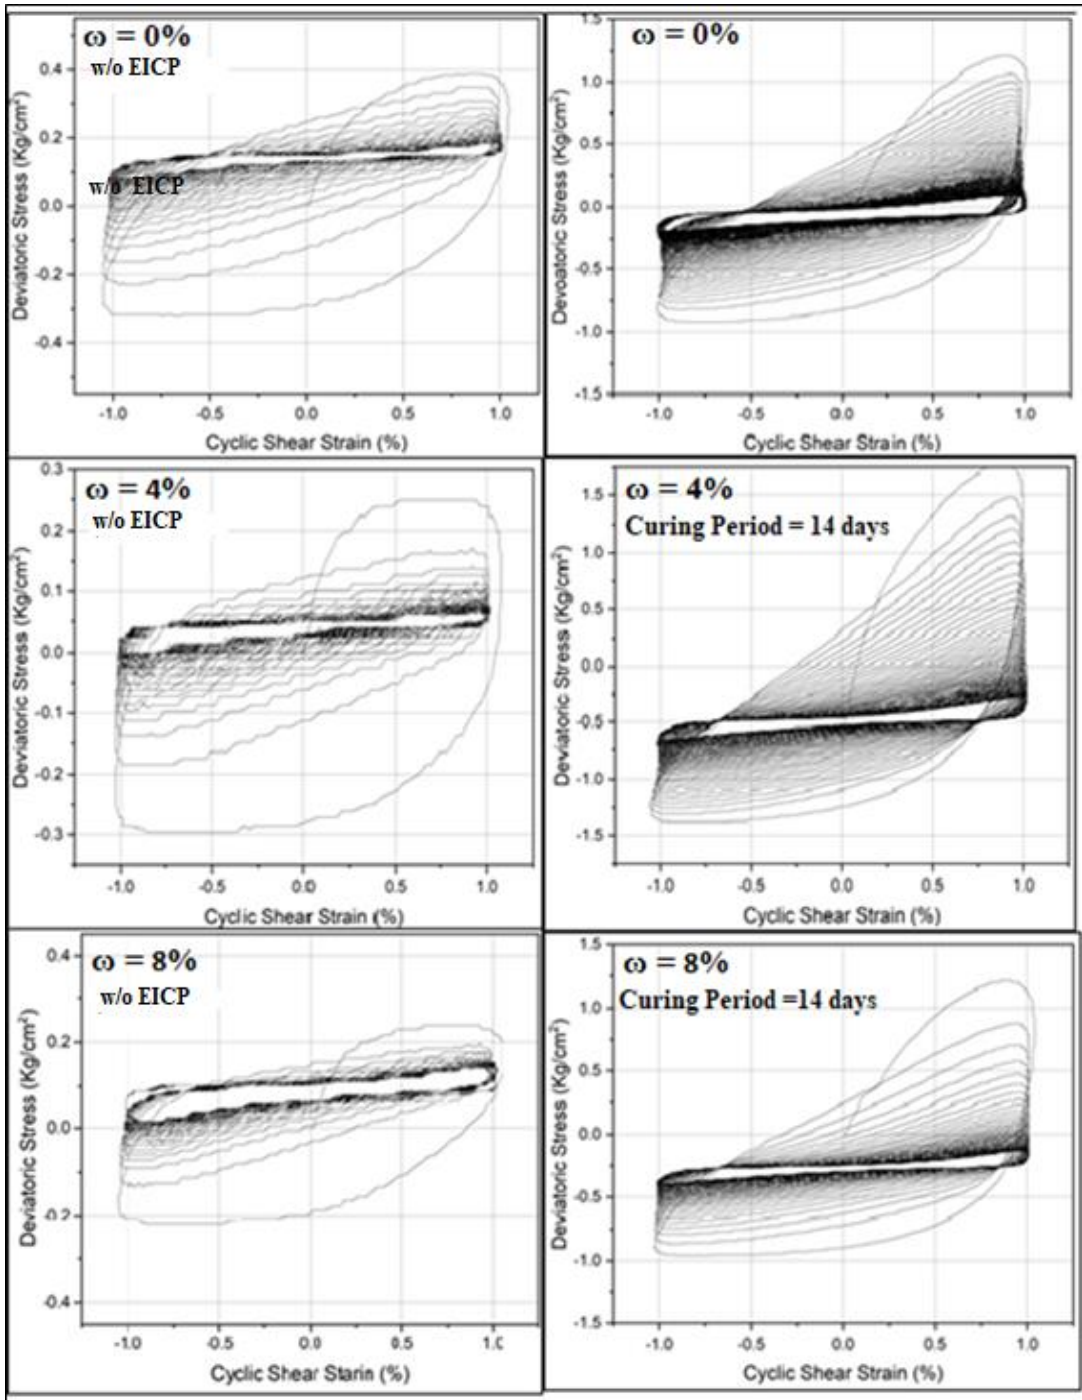 ω = 0%
w/o EICP
w/o EICP
0.4
0.2
0.0
-0.2
-0.4
-1.0 -0.5 0.0 0.5 1.0
Cyclic Shear Strain (%)
Deviatoric Stress (Kg/cm²)
ω = 0%
1.5
1.0
0.5
0.0
-0.5
-1.0
-1.5
-1.0 -0.5 0.0 0.5 1.0
Cyclic Shear Strain (%)
Devoatoric Stress (Kg/cm²)
ω = 4%
w/o EICP
0.3
0.2
0.1
0.0
-0.1
-0.2
-0.3
-1.0 -0.5 0.0 0.5 1.0
Cyclic Shear Strain (%)
Deviatoric Stress (Kg/cm²)
ω = 4%
Curing Period = 14 days
1.5
1.0
0.5
0.0
-0.5
-1.0
-1.5
-1.0 -0.5 0.0 0.5 1.0
Cyclic Shear Strain (%)
Deviatoric Stress (Kg/cm²)
ω = 8%
w/o EICP
0.4
0.2
0.0
-0.2
-0.4
-1.0 -0.5 0.0 0.5 1.0
Cyclic Shear Starin (%)
Deviatoric Stress (Kg/cm²)
ω = 8%
Curing Period =14 days
1.5
1.0
0.5
0.0
-0.5
-1.0
-1.5
-1.0 -0.5 0.0 0.5 1.0
Cyclic Shear Strain (%)
Deviatoric Stress (Kg/cm²)